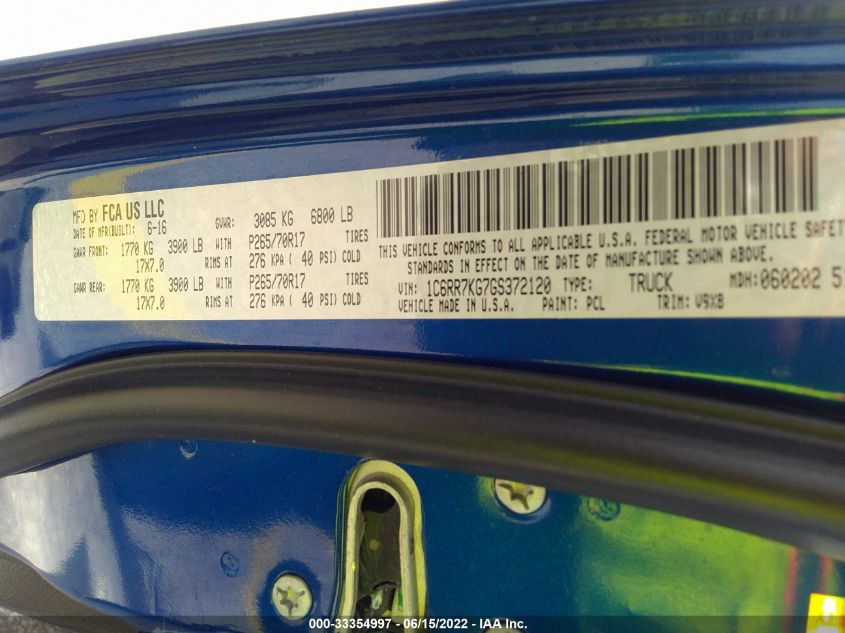 MFD BY FCA US LLC
DATE OF MFR(BUILT): 6-16 GVWR: 3085 KG 6800 LB
GAWR FRONT: 1770 KG 3900 LB WITH P265/70R17 TIRES
17X7.0 RIMS AT 276 KPA ( 40 PSI) COLD
GAWR REAR: 1770 KG 3900 LB WITH P265/70R17 TIRES
17X7.0 RIMS AT 276 KPA ( 40 PSI) COLD
THIS VEHICLE CONFORMS TO ALL APPLICABLE U.S.A. FEDERAL MOTOR VEHICLE SAFETY
STANDARDS IN EFFECT ON THE DATE OF MANUFACTURE SHOWN ABOVE.
VIN: 1C6RR7KG7GS372120 TYPE: TRUCK MDH: 060202
VEHICLE MADE IN U.S.A. PAINT: PCL TRIM: V9XB
000-33354997 - 06/15/2022 - IAA Inc.